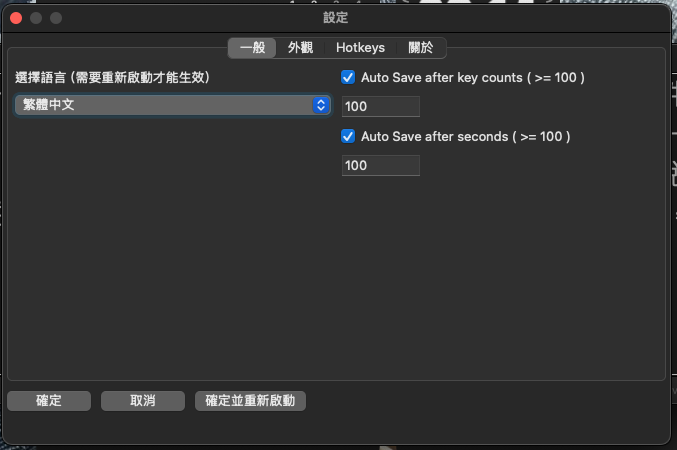 設定
一般 外觀 Hotkeys 關於
選擇語言 (需要重新啟動才能生效)
繁體中文
Auto Save after key counts ( >= 100 )
100
Auto Save after seconds ( >= 100 )
100
確定 取消 確定並重新啟動